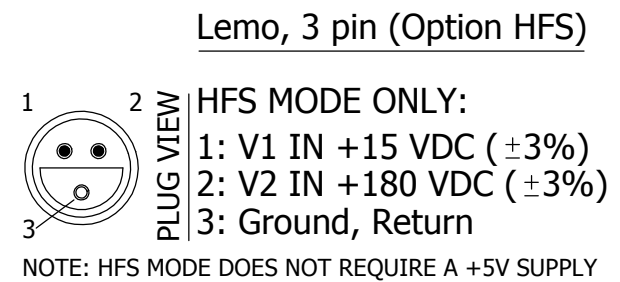 Lemo, 3 pin (Option HFS)
1 2
3
PLUG VIEW
HFS MODE ONLY:
1: V1 IN +15 VDC (±3%)
2: V2 IN +180 VDC (±3%)
3: Ground, Return
NOTE: HFS MODE DOES NOT REQUIRE A +5V SUPPLY